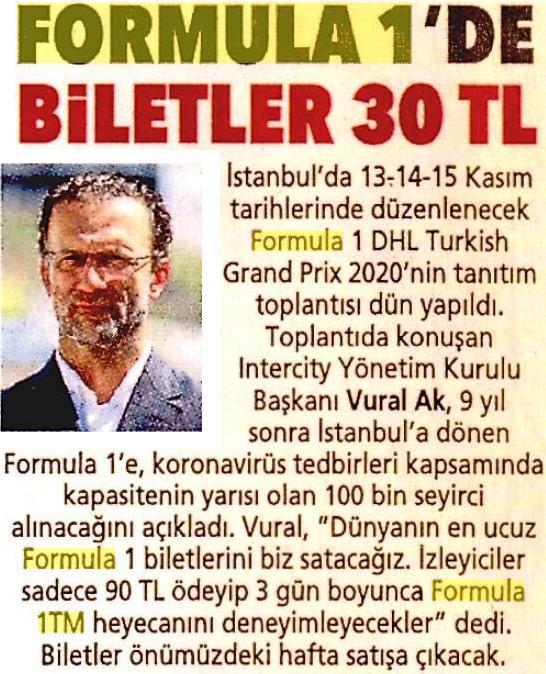 FORMULA 1'DE
BİLETLER 30 TL
İstanbul'da 13-14-15 Kasım
tarihlerinde düzenlenecek
Formula 1 DHL Turkish
Grand Prix 2020'nin tanıtım
toplantısı dün yapıldı.
Toplantıda konuşan
Intercity Yönetim Kurulu
Başkanı Vural Ak, 9 yıl
sonra İstanbul'a dönen
Formula 1'e, koronavirüs tedbirleri kapsamında
kapasitenin yarısı olan 100 bin seyirci
alınacağını açıkladı. Vural, "Dünyanın en ucuz
Formula 1 biletlerini biz satacağız. İzleyiciler
sadece 90 TL ödeyip 3 gün boyunca Formula
1TM heyecanını deneyimleyecekler" dedi.
Biletler önümüzdeki hafta satışa çıkacak.